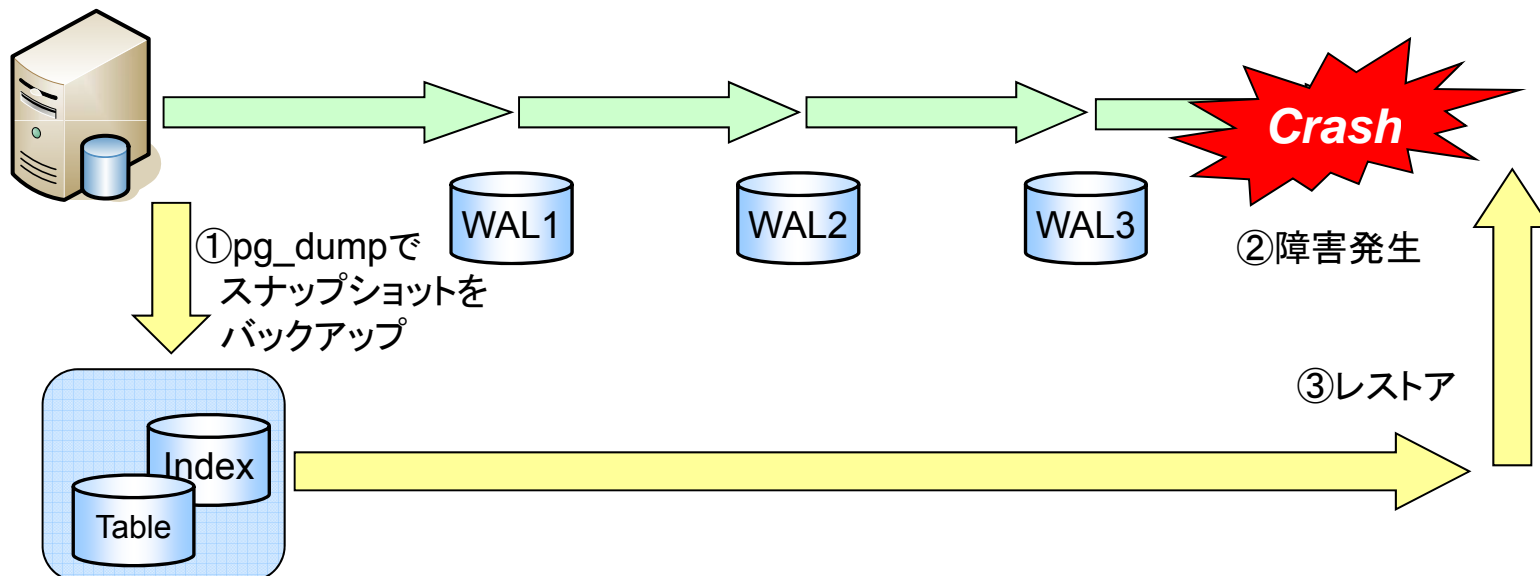 Crash
WAL1
WAL2
WAL3
①pg_dumpで
スナップショットを
バックアップ
②障害発生
③レストア
Index
Table